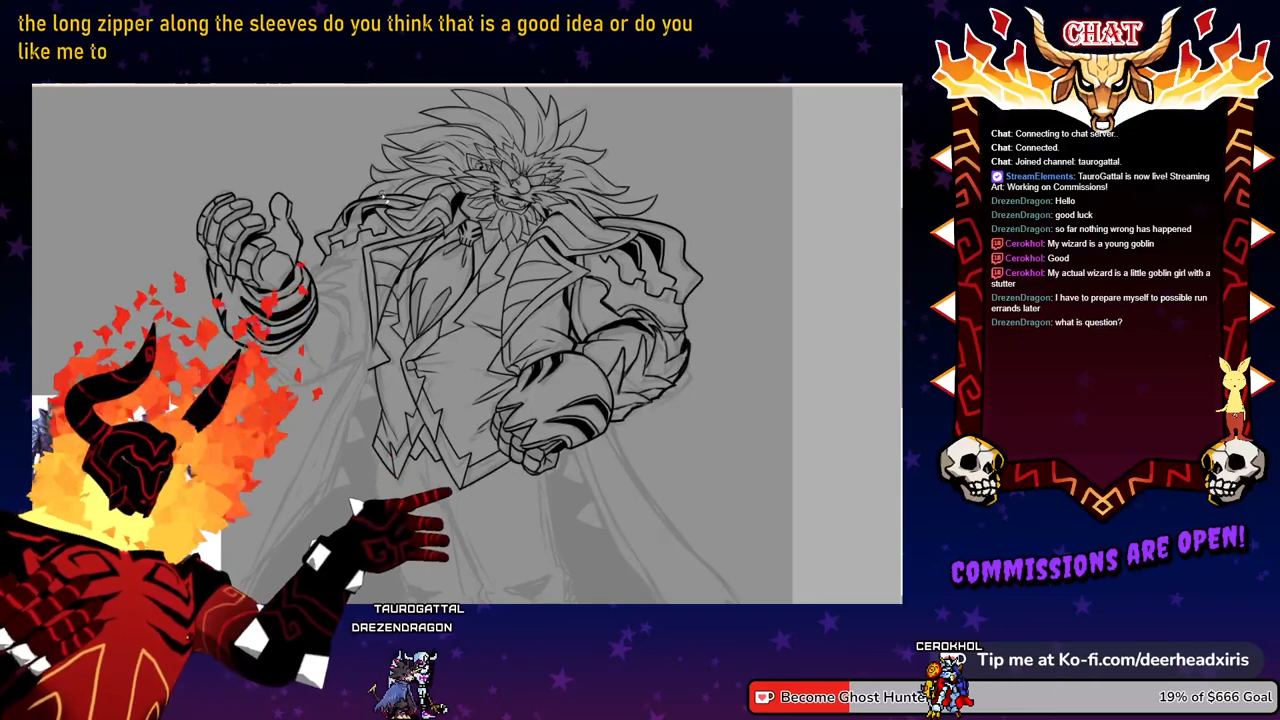 the long zipper along the sleeves do you think that is a good idea or do you
like me to
CHAT
Chat: Connecting to chat server..
Chat: Connected.
Chat: Joined channel: taurogattal.
StreamElements: TauroGattal is now live! Streaming
Art: Working on Commissions!
DrezenDragon: Hello
DrezenDragon: good luck
DrezenDragon: so far nothing wrong has happened
Cerokhol: My wizard is a young goblin
Cerokhol: Good
Cerokhol: My actual wizard is a little goblin girl with a
stutter
DrezenDragon: I have to prepare myself to possible run
errands later
DrezenDragon: what is question?
COMMISSIONS ARE OPEN!
TAUROGATTAL
DREZENDRAGON
CEROKHOL
Tip me at Ko-fi.com/deerheadxiris
Become Ghost Hunte
19% of $666 Goal